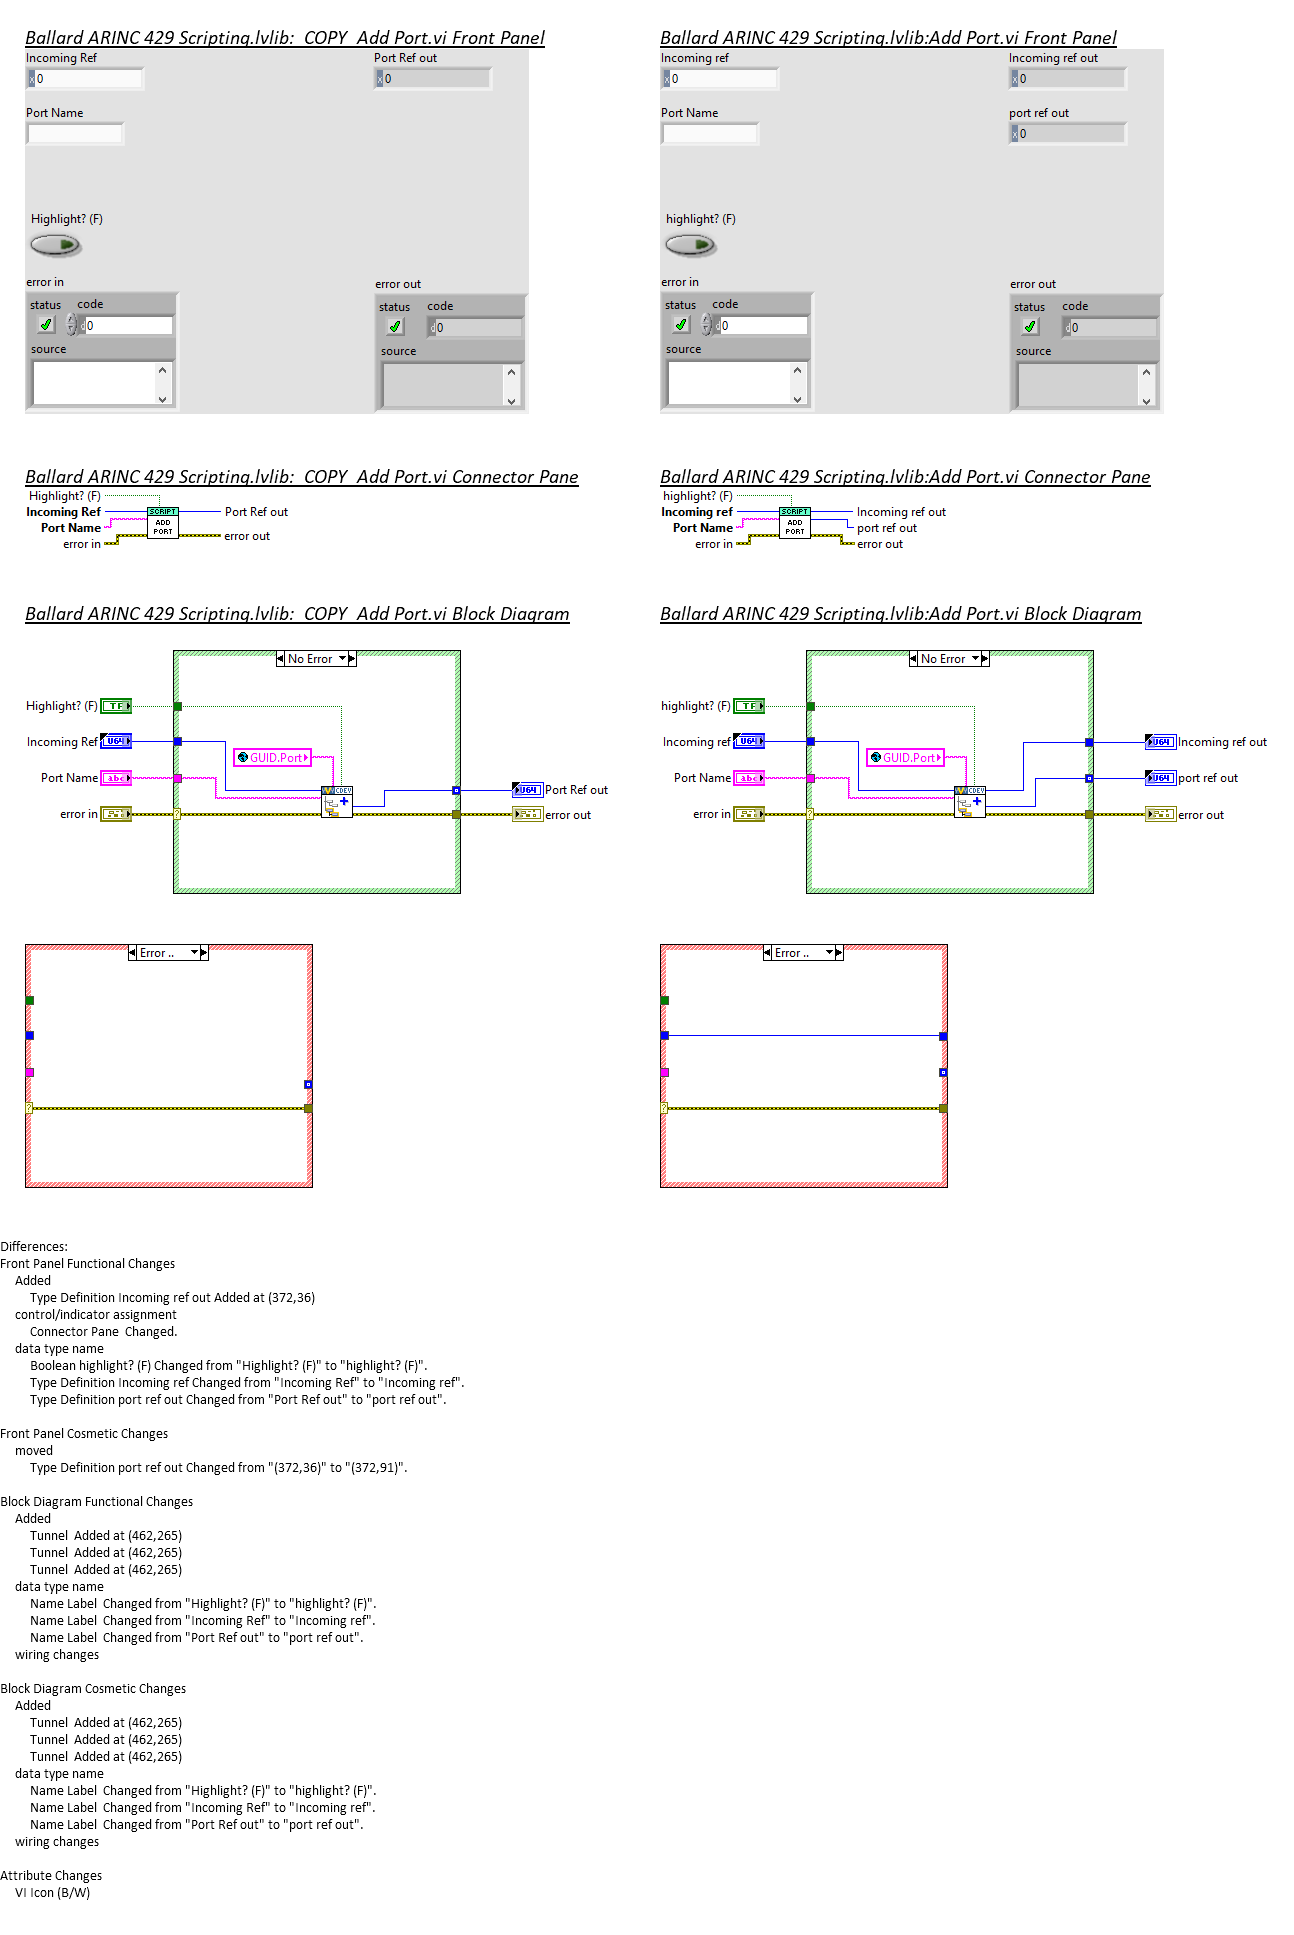 Ballard ARINC 429 Scripting.lvlib:_COPY_Add Port.vi Front Panel
Incoming Ref
x 0
Port Ref out
x 0
Port Name
Highlight? (F)
error in
status
code
d 0
source
error out
status
code
d 0
source
Ballard ARINC 429 Scripting.lvlib:Add Port.vi Front Panel
Incoming ref
x 0
Incoming ref out
x 0
Port Name
port ref out
x 0
highlight? (F)
error in
status
code
d 0
source
error out
status
code
d 0
source
Ballard ARINC 429 Scripting.lvlib:_COPY_Add Port.vi Connector Pane
Highlight? (F)
Incoming Ref
Port Name
error in
SCRIPT
ADD
PORT
Port Ref out
error out
Ballard ARINC 429 Scripting.lvlib:Add Port.vi Connector Pane
highlight? (F)
Incoming ref
Port Name
error in
SCRIPT
ADD
PORT
Incoming ref out
port ref out
error out
Ballard ARINC 429 Scripting.lvlib:_COPY_Add Port.vi Block Diagram
No Error
Highlight? (F)
TF
Incoming Ref
U64
GUID.Port
Port Name
abc
CDEV
U64
Port Ref out
error in
?
error out
Error ..
?
Ballard ARINC 429 Scripting.lvlib:Add Port.vi Block Diagram
No Error
highlight? (F)
TF
Incoming ref
U64
GUID.Port
U64
Incoming ref out
Port Name
abc
CDEV
U64
port ref out
error in
?
error out
Error ..
?
Differences:
Front Panel Functional Changes
Added
Type Definition Incoming ref out Added at (372,36)
control/indicator assignment
Connector Pane  Changed.
data type name
Boolean highlight? (F) Changed from "Highlight? (F)" to "highlight? (F)".
Type Definition Incoming ref Changed from "Incoming Ref" to "Incoming ref".
Type Definition port ref out Changed from "Port Ref out" to "port ref out".
Front Panel Cosmetic Changes
moved
Type Definition port ref out Changed from "(372,36)" to "(372,91)".
Block Diagram Functional Changes
Added
Tunnel  Added at (462,265)
Tunnel  Added at (462,265)
Tunnel  Added at (462,265)
data type name
Name Label  Changed from "Highlight? (F)" to "highlight? (F)".
Name Label  Changed from "Incoming Ref" to "Incoming ref".
Name Label  Changed from "Port Ref out" to "port ref out".
wiring changes
Block Diagram Cosmetic Changes
Added
Tunnel  Added at (462,265)
Tunnel  Added at (462,265)
Tunnel  Added at (462,265)
data type name
Name Label  Changed from "Highlight? (F)" to "highlight? (F)".
Name Label  Changed from "Incoming Ref" to "Incoming ref".
Name Label  Changed from "Port Ref out" to "port ref out".
wiring changes
Attribute Changes
VI Icon (B/W)